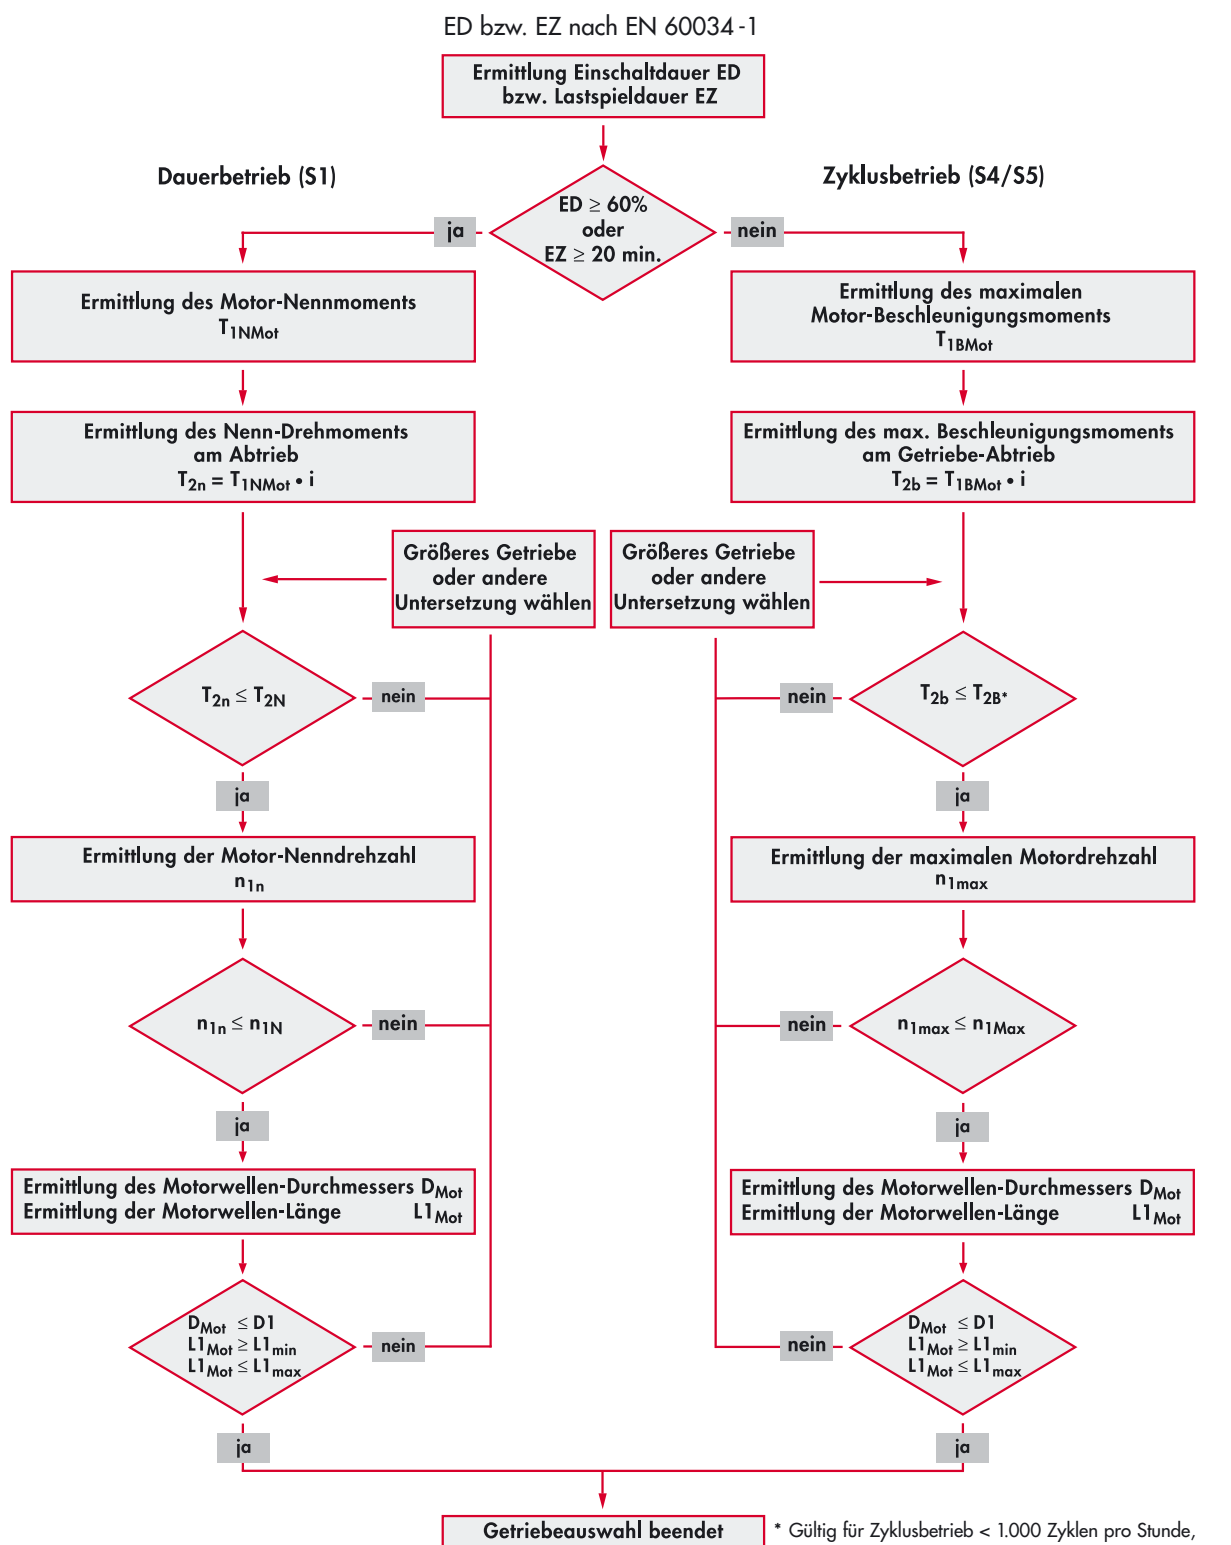 ED bzw. EZ nach EN 60034-1
Ermittlung Einschaltdauer ED
bzw. Lastspieldauer EZ
Dauerbetrieb (S1)
Zyklusbetrieb (S4/S5)
ED ≥ 60%
oder
EZ ≥ 20 min.
ja
nein
Ermittlung des Motor-Nennmoments
T1NMot
Ermittlung des maximalen
Motor-Beschleunigungsmoments
T1BMot
Ermittlung des Nenn-Drehmoments
am Abtrieb
T2n = T1NMot • i
Ermittlung des max. Beschleunigungsmoments
am Getriebe-Abtrieb
T2b = T1BMot • i
Größeres Getriebe
oder andere
Untersetzung wählen
Größeres Getriebe
oder andere
Untersetzung wählen
T2n ≤ T2N
nein
nein
T2b ≤ T2B*
ja
ja
Ermittlung der Motor-Nenndrehzahl
n1n
Ermittlung der maximalen Motordrehzahl
n1max
n1n ≤ n1N
nein
nein
n1max ≤ n1Max
ja
ja
Ermittlung des Motorwellen-Durchmessers DMot
Ermittlung der Motorwellen-Länge L1Mot
Ermittlung des Motorwellen-Durchmessers DMot
Ermittlung der Motorwellen-Länge L1Mot
DMot ≤ D1
L1Mot ≥ L1min
L1Mot ≤ L1max
nein
nein
DMot ≤ D1
L1Mot ≥ L1min
L1Mot ≤ L1max
ja
ja
Getriebeauswahl beendet
* Gültig für Zyklusbetrieb < 1.000 Zyklen pro Stunde,